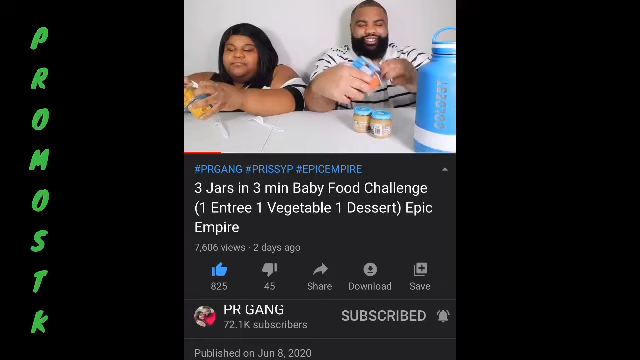 PROMOSTK
COLDEST
#PRGANG #PRISSYP #EPICEMPIRE
3 Jars in 3 min Baby Food Challenge
(1 Entree 1 Vegetable 1 Dessert) Epic
Empire
7,606 views · 2 days ago
825 45 Share Download Save
PR GANG
72.1K subscribers
SUBSCRIBED
Published on Jun 8, 2020